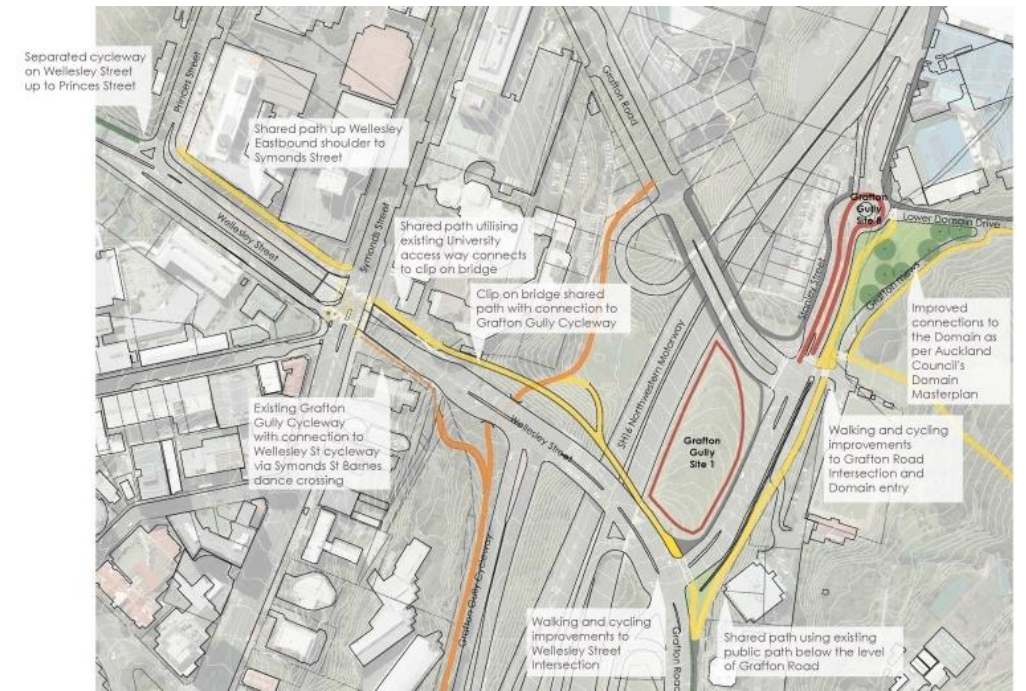 Separated cycleway
on Wellesley Street
up to Princes Street
Princes Street
Shared path up Wellesley
Eastbound shoulder to
Symonds Street
Grafton Road
Wellesley Street
Symonds Street
Shared path utilising
existing University
access way connects
to clip on bridge
Clip on bridge shared
path with connection to
Grafton Gully Cycleway
Grafton
Gully
Site 8
Lower Domain Drive
Stanley Street
Grafton Mews
Improved
connections to
the Domain as
per Auckland
Council's
Domain
Masterplan
SH16 Northwestern Motorway
Existing Grafton
Gully Cycleway
with connection to
Wellesley St cycleway
via Symonds St Barnes
dance crossing
Wellesley Street
Grafton
Gully
Site 1
Walking and cycling
improvements
to Grafton Road
Intersection and
Domain entry
Grafton Gully Cycleway
Walking and cycling
improvements to
Wellesley Street
Intersection
Grafton Road
Shared path using existing
public path below the level
of Grafton Road